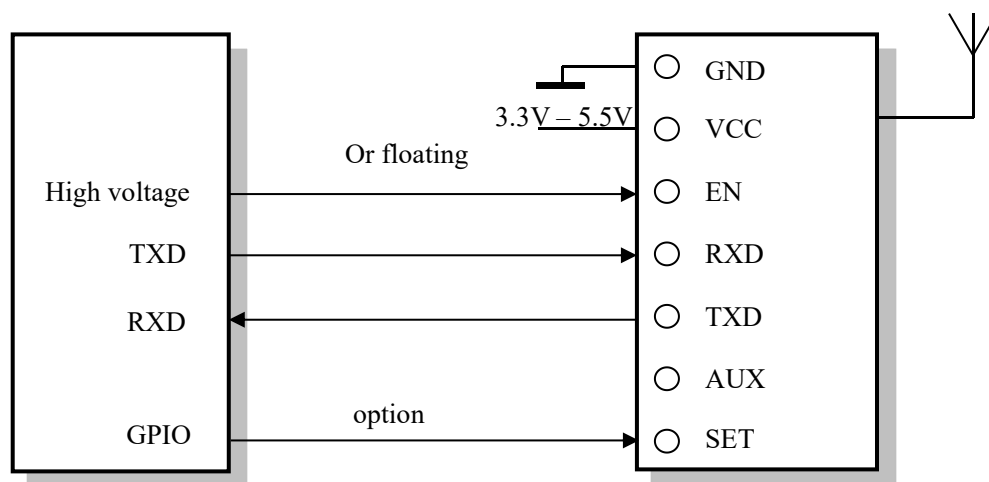 GND
3.3V – 5.5V
VCC
Or floating
High voltage
EN
TXD
RXD
RXD
TXD
AUX
option
GPIO
SET